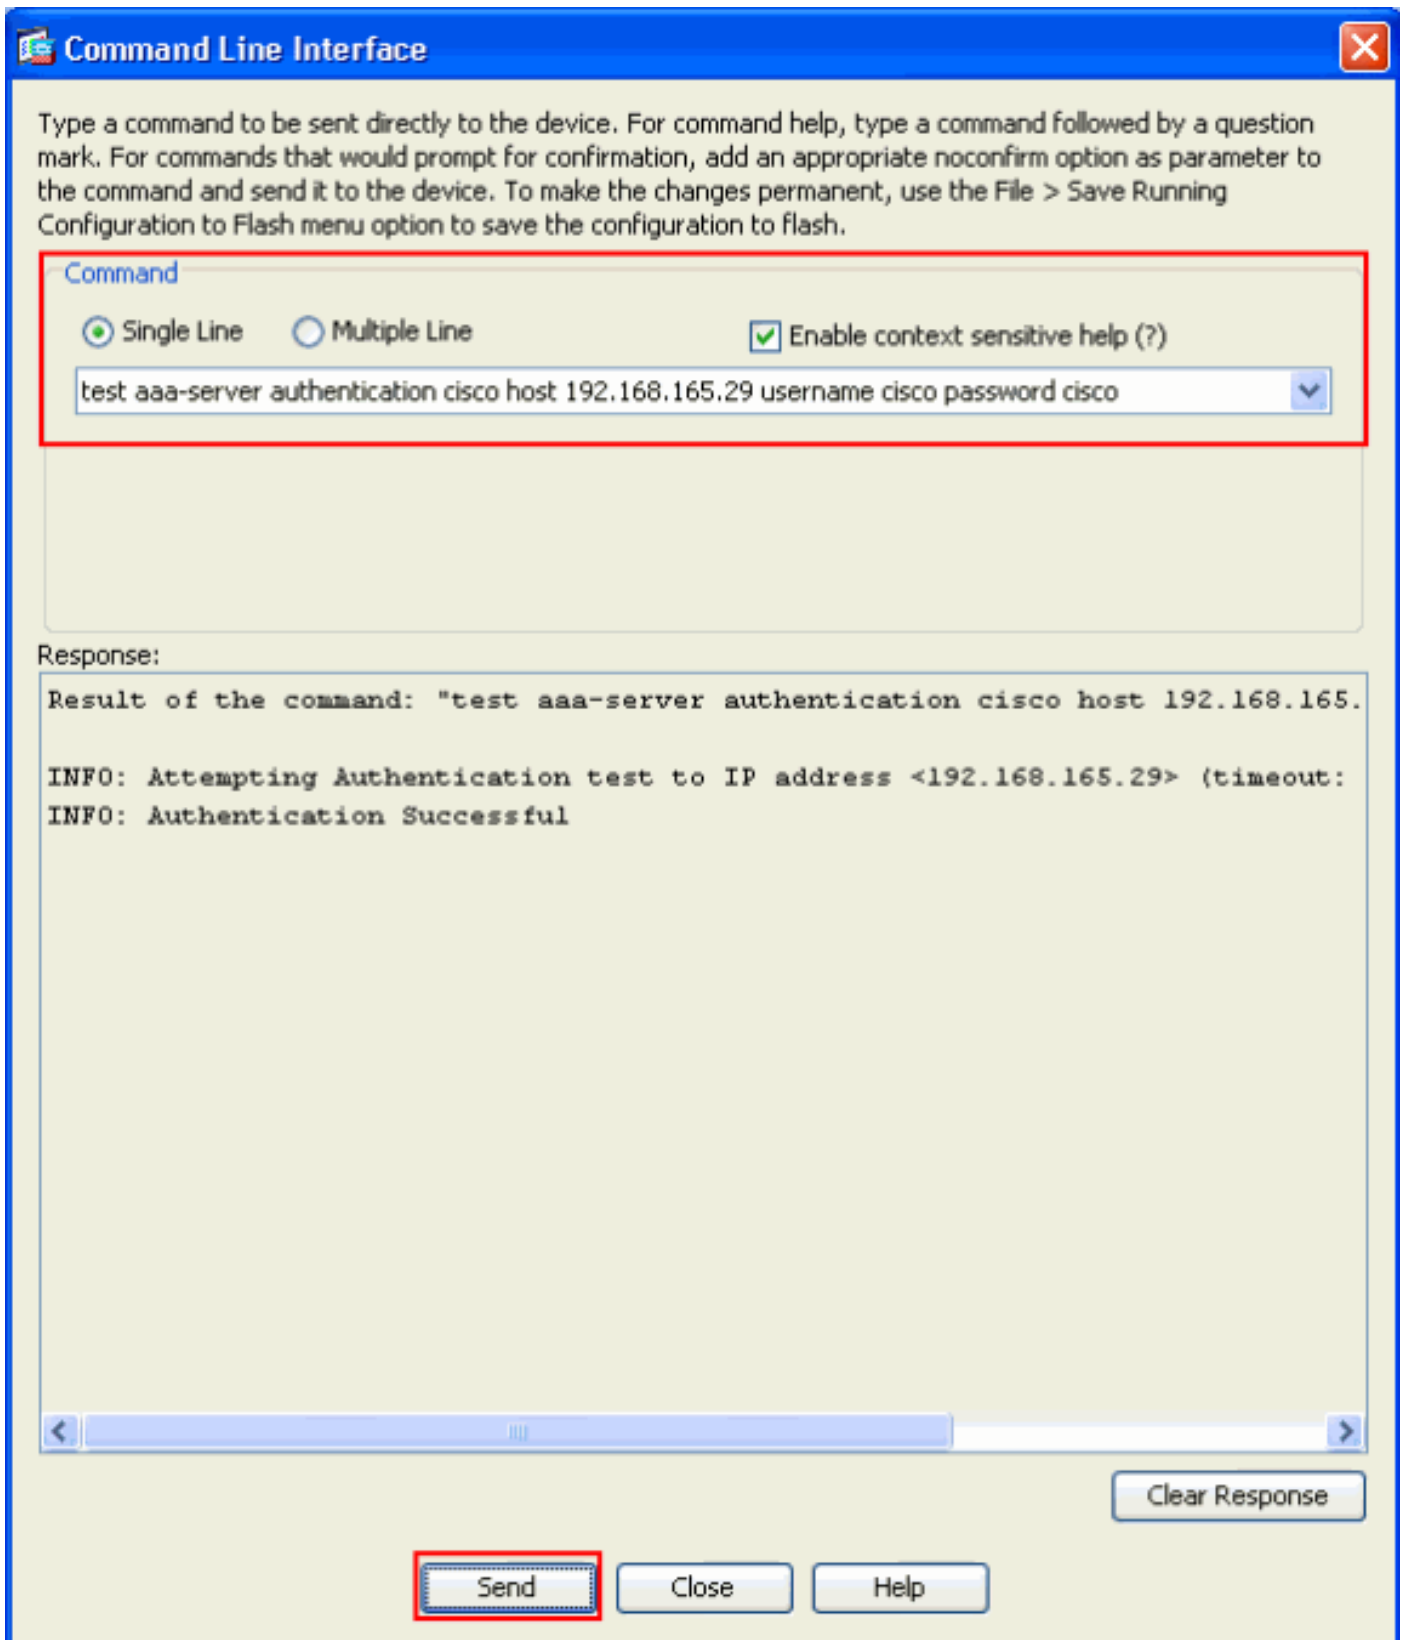 Command Line Interface
Type a command to be sent directly to the device. For command help, type a command followed by a question
mark. For commands that would prompt for confirmation, add an appropriate noconfirm option as parameter to
the command and send it to the device. To make the changes permanent, use the File > Save Running
Configuration to Flash menu option to save the configuration to flash.
Command
Single Line Multiple Line Enable context sensitive help (?)
test aaa-server authentication cisco host 192.168.165.29 username cisco password cisco
Response:
Result of the command: "test aaa-server authentication cisco host 192.168.165.
INFO: Attempting Authentication test to IP address <192.168.165.29> (timeout:
INFO: Authentication Successful
Clear Response
Send Close Help